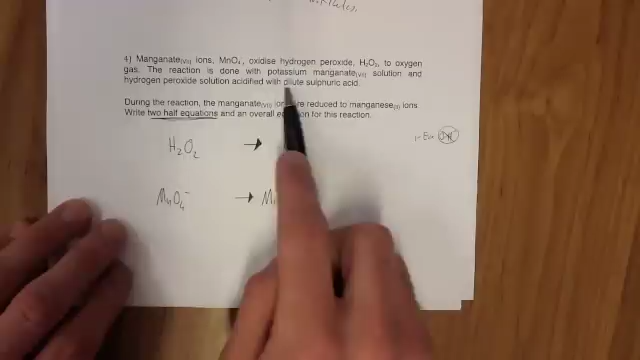 4) Manganate(VII) ions, MnO4, oxidise hydrogen peroxide, H2O2, to oxygen
gas. The reaction is done with potassium manganate(VII) solution and
hydrogen peroxide solution acidified with dilute sulphuric acid.
During the reaction, the manganate(VII) ions are reduced to manganese(II) ions.
Write two half equations and an overall equation for this reaction.
H2O2 →
MnO4⁻ → Mn